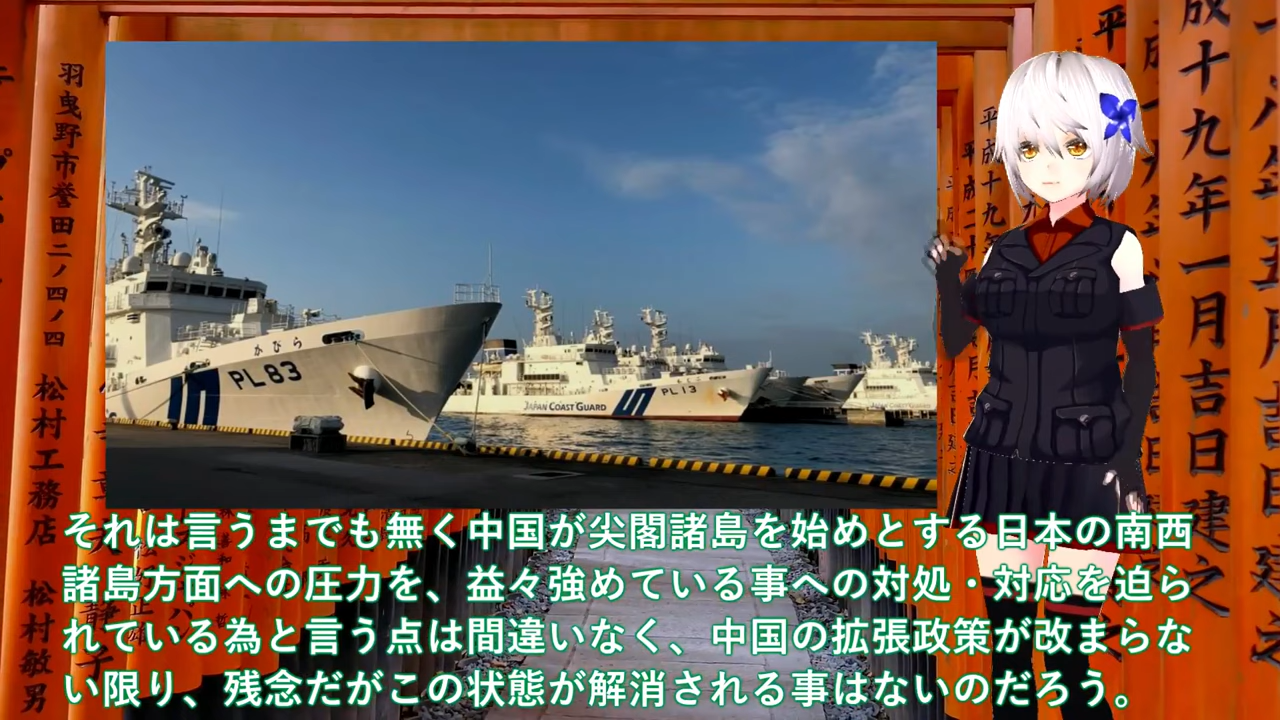 羽曳野市誉田二ノ四ノ四
松村工務店
松村敏男
かびら
PL 83
JAPAN COAST GUARD
PL 13
成十九年一月吉日建之
それは言うまでも無く中国が尖閣諸島を始めとする日本の南西
諸島方面への圧力を、益々強めている事への対処・対応を迫ら
れている為と言う点は間違いなく、中国の拡張政策が改まらな
い限り、残念だがこの状態が解消される事はないのだろう。